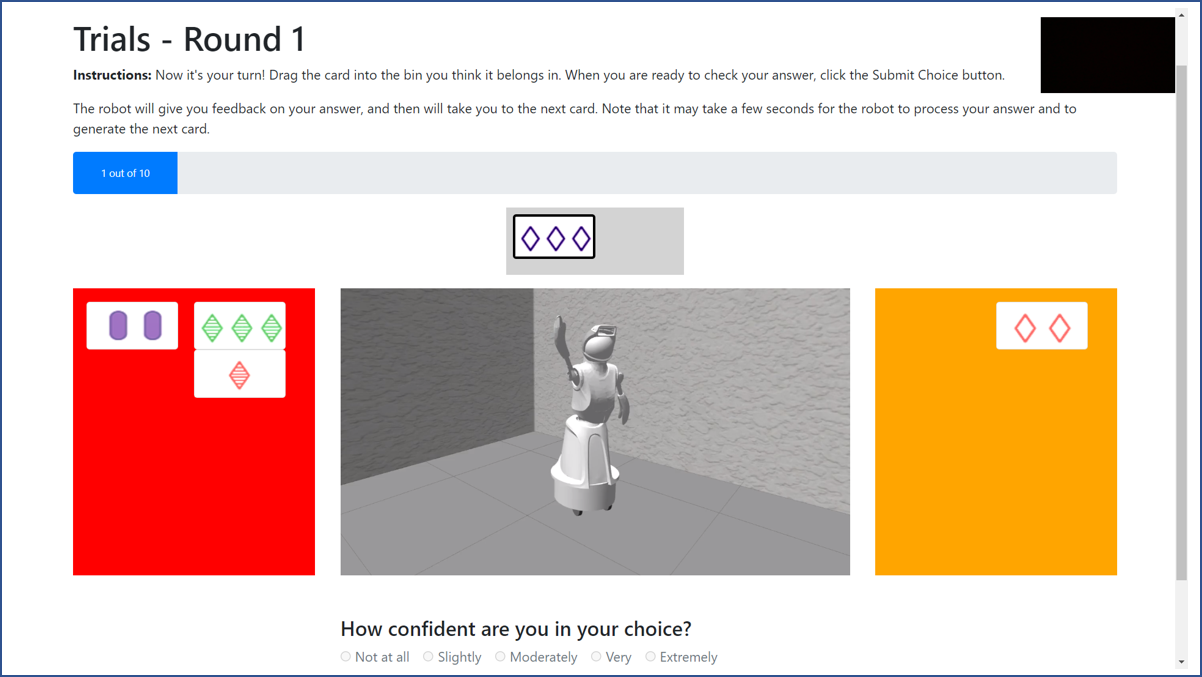 Trials - Round 1
Instructions: Now it's your turn! Drag the card into the bin you think it belongs in. When you are ready to check your answer, click the Submit Choice button.
The robot will give you feedback on your answer, and then will take you to the next card. Note that it may take a few seconds for the robot to process your answer and to
generate the next card.
1 out of 10
How confident are you in your choice?
Not at all Slightly Moderately Very Extremely